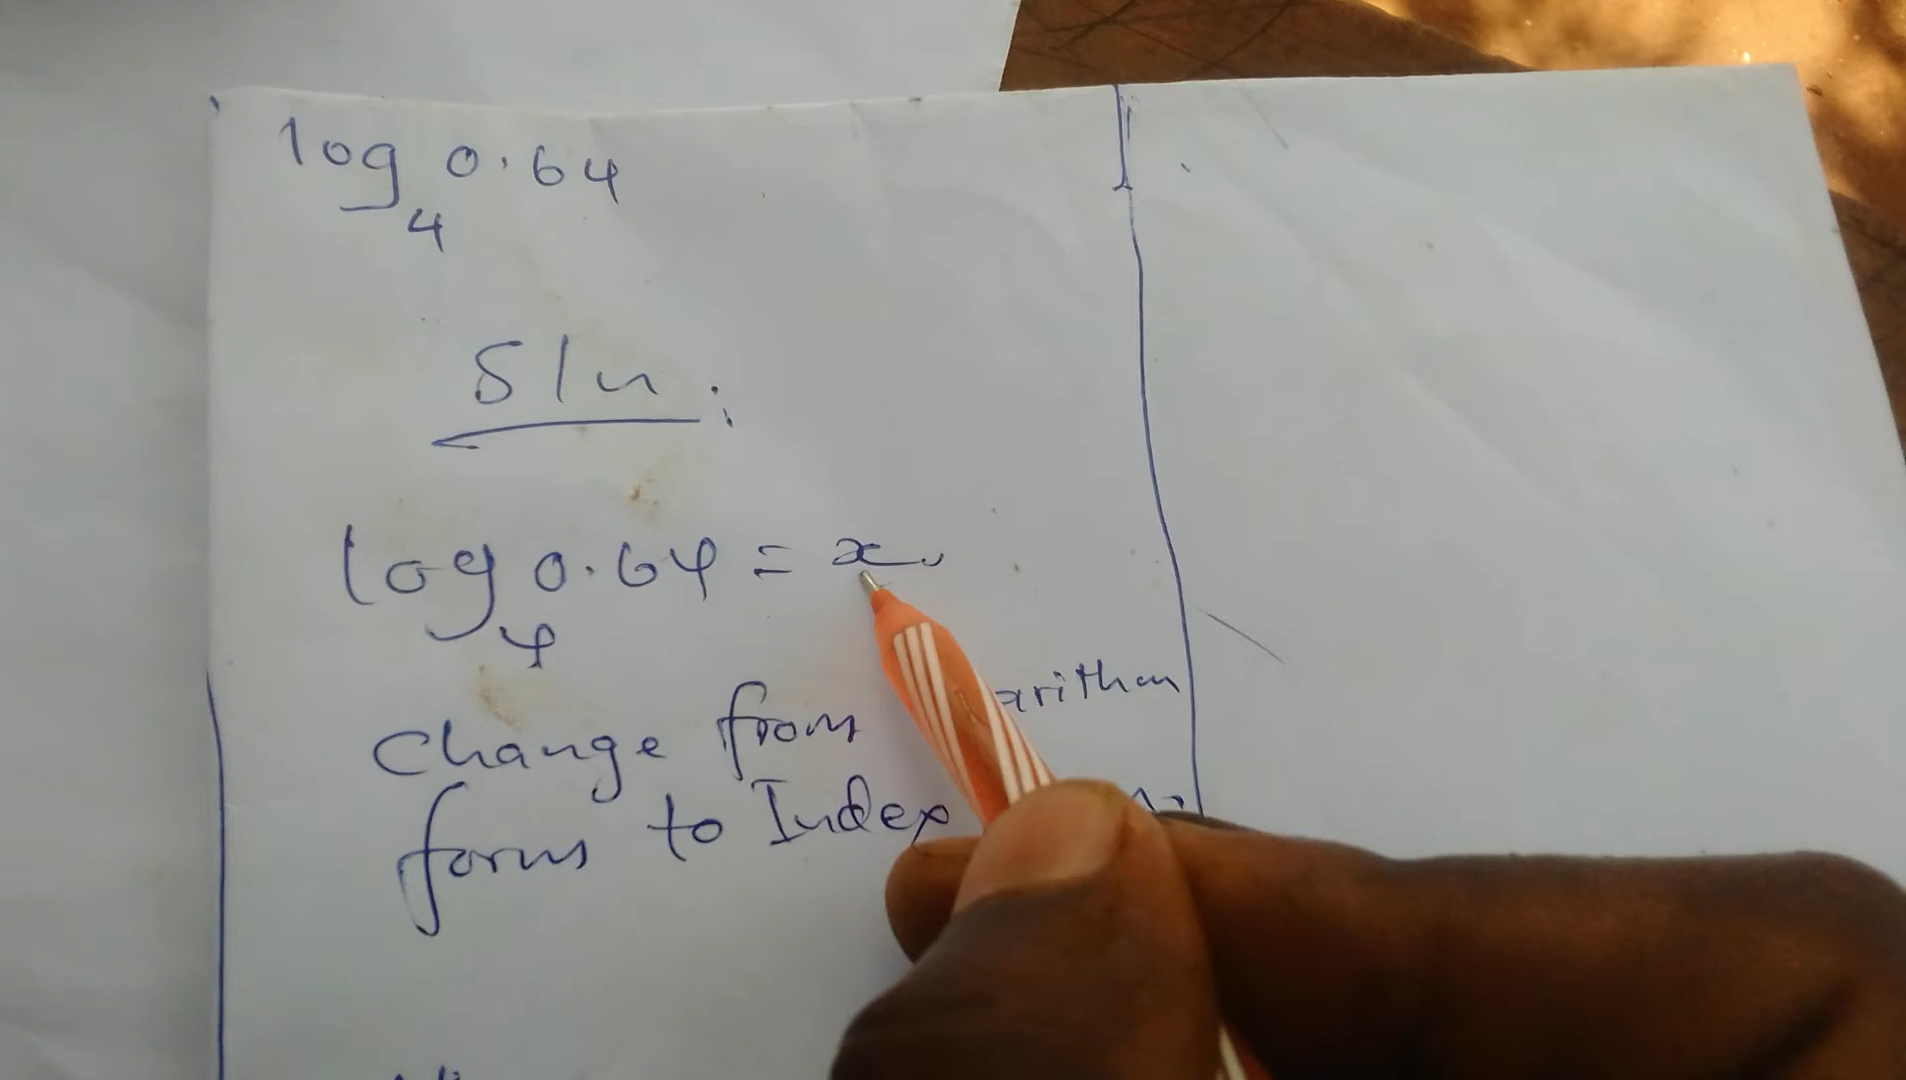 log₄ 0.64
Sln:
log₄ 0.64 = x.
Change from
form to Index